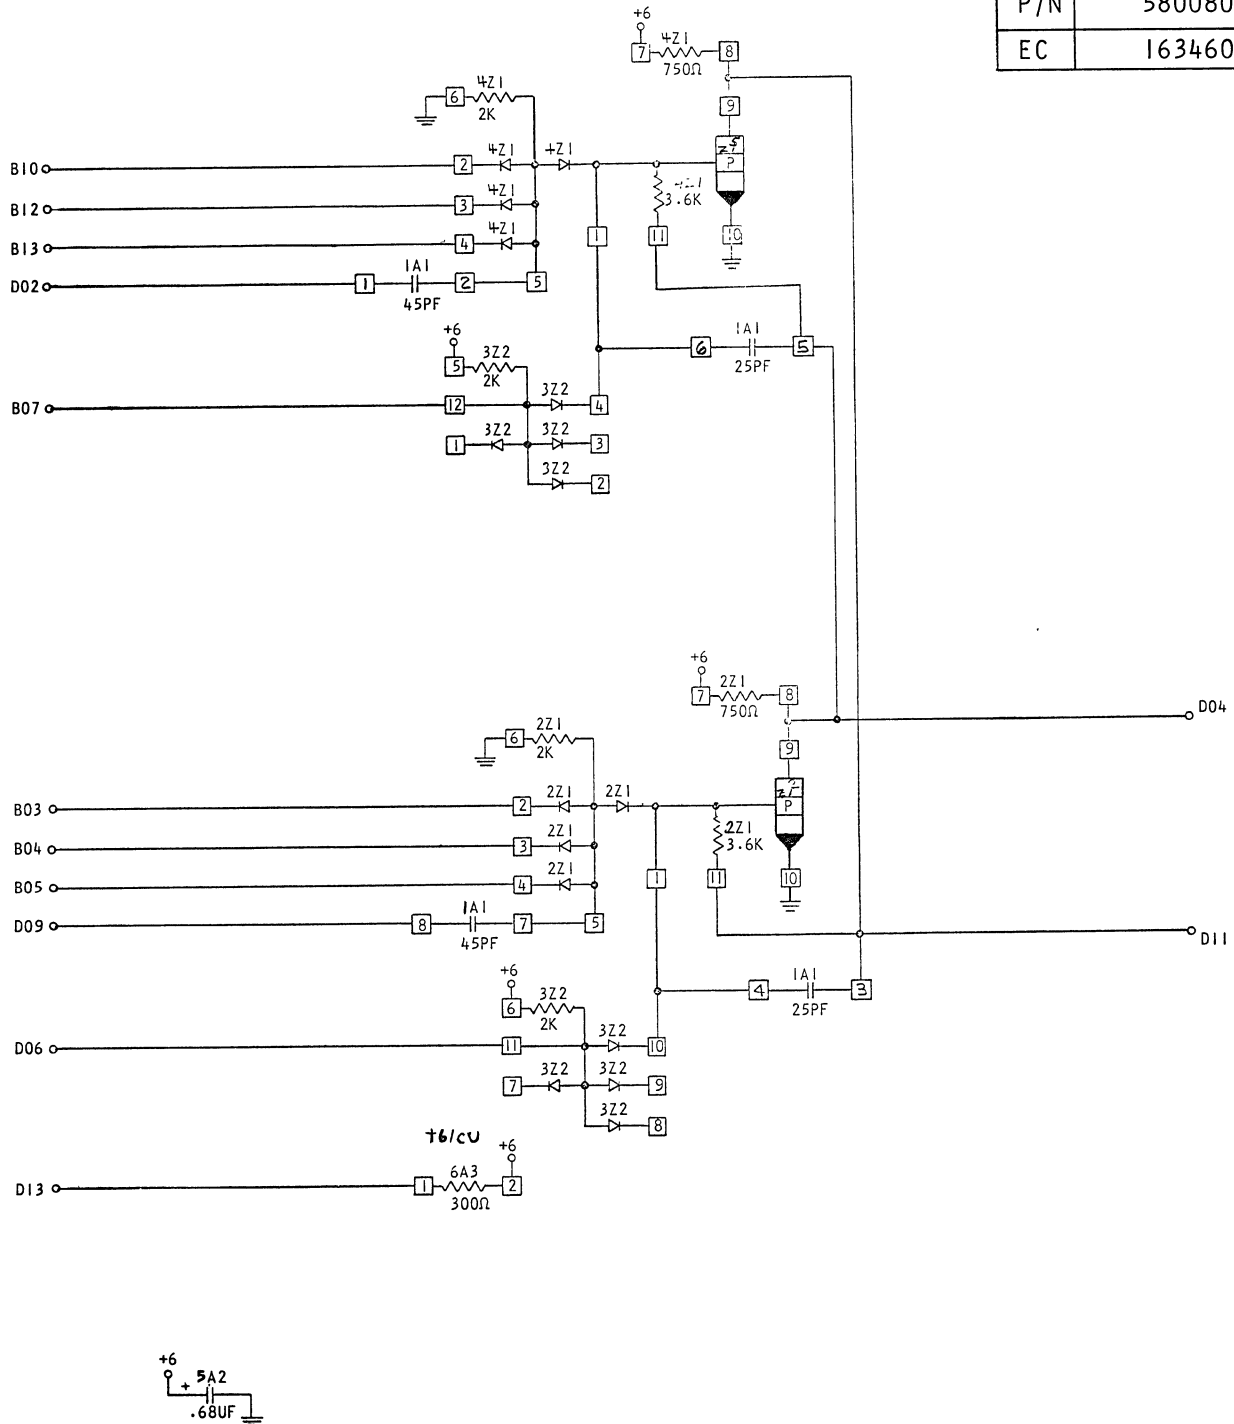 P/N 580080
EC 163460
+6
7 4Z1 8
750Ω
9
6 4Z1
2K
P
B10 2 4Z1 4Z1
B12 3 4Z1
4Z1
3.6K
B13 4 4Z1
1 11 10
D02 1 1A1 2 5
45PF
+6
5 3Z2
2K
6 1A1 5
25PF
B07 12 3Z2 4
1 3Z2 3Z2 3
3Z2 2
+6
7 2Z1 8
750Ω
D04
6 2Z1
2K
9
B03 2 2Z1 2Z1
P
B04 3 2Z1
2Z1
3.6K
B05 4 2Z1
1 11 10
D09 8 1A1 7 5
45PF
D11
+6
6 3Z2
2K
4 1A1 3
25PF
D06 11 3Z2 10
7 3Z2 3Z2 9
3Z2 8
+6/CU +6
D13 1 6A3 2
300Ω
+6
+ 5A2
.68UF